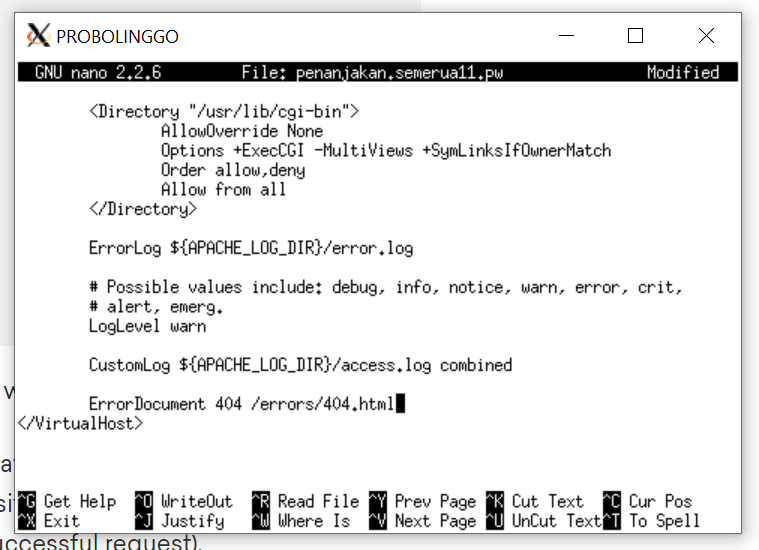 PROBOLINGGO
GNU nano 2.2.6 File: penanjakan.semerua11.pw Modified
<Directory "/usr/lib/cgi-bin">
AllowOverride None
Options +ExecCGI -MultiViews +SymLinksIfOwnerMatch
Order allow,deny
Allow from all
</Directory>
ErrorLog ${APACHE_LOG_DIR}/error.log
# Possible values include: debug, info, notice, warn, error, crit,
# alert, emerg.
LogLevel warn
CustomLog ${APACHE_LOG_DIR}/access.log combined
ErrorDocument 404 /errors/404.html
</VirtualHost>
^G Get Help ^O WriteOut ^R Read File ^Y Prev Page ^K Cut Text ^C Cur Pos
^X Exit ^J Justify ^W Where Is ^V Next Page ^U UnCut Text ^T To Spell
request).